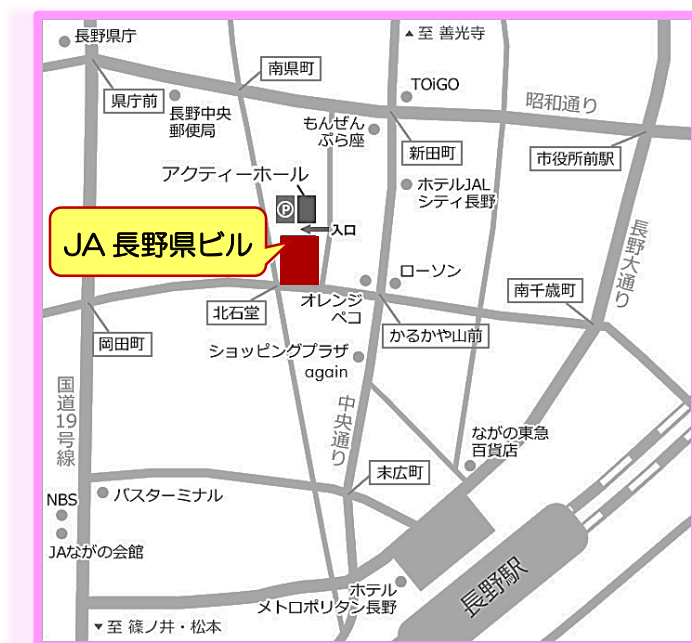 長野県庁
▲至 善光寺
南県町
TOiGO
県庁前
長野中央
郵便局
昭和通り
もんぜん
ぷら座
新田町
市役所前駅
アクティーホール
ホテルJAL
シティ長野
P
入口
JA 長野県ビル
長野大通り
ローソン
南千歳町
オレンジ
ペコ
北石堂
かるかや山前
岡田町
ショッピングプラザ
again
国道19号線
中央通り
ながの東急
百貨店
末広町
NBS
バスターミナル
JAながの会館
ホテル
メトロポリタン長野
長野駅
▼至 篠ノ井・松本